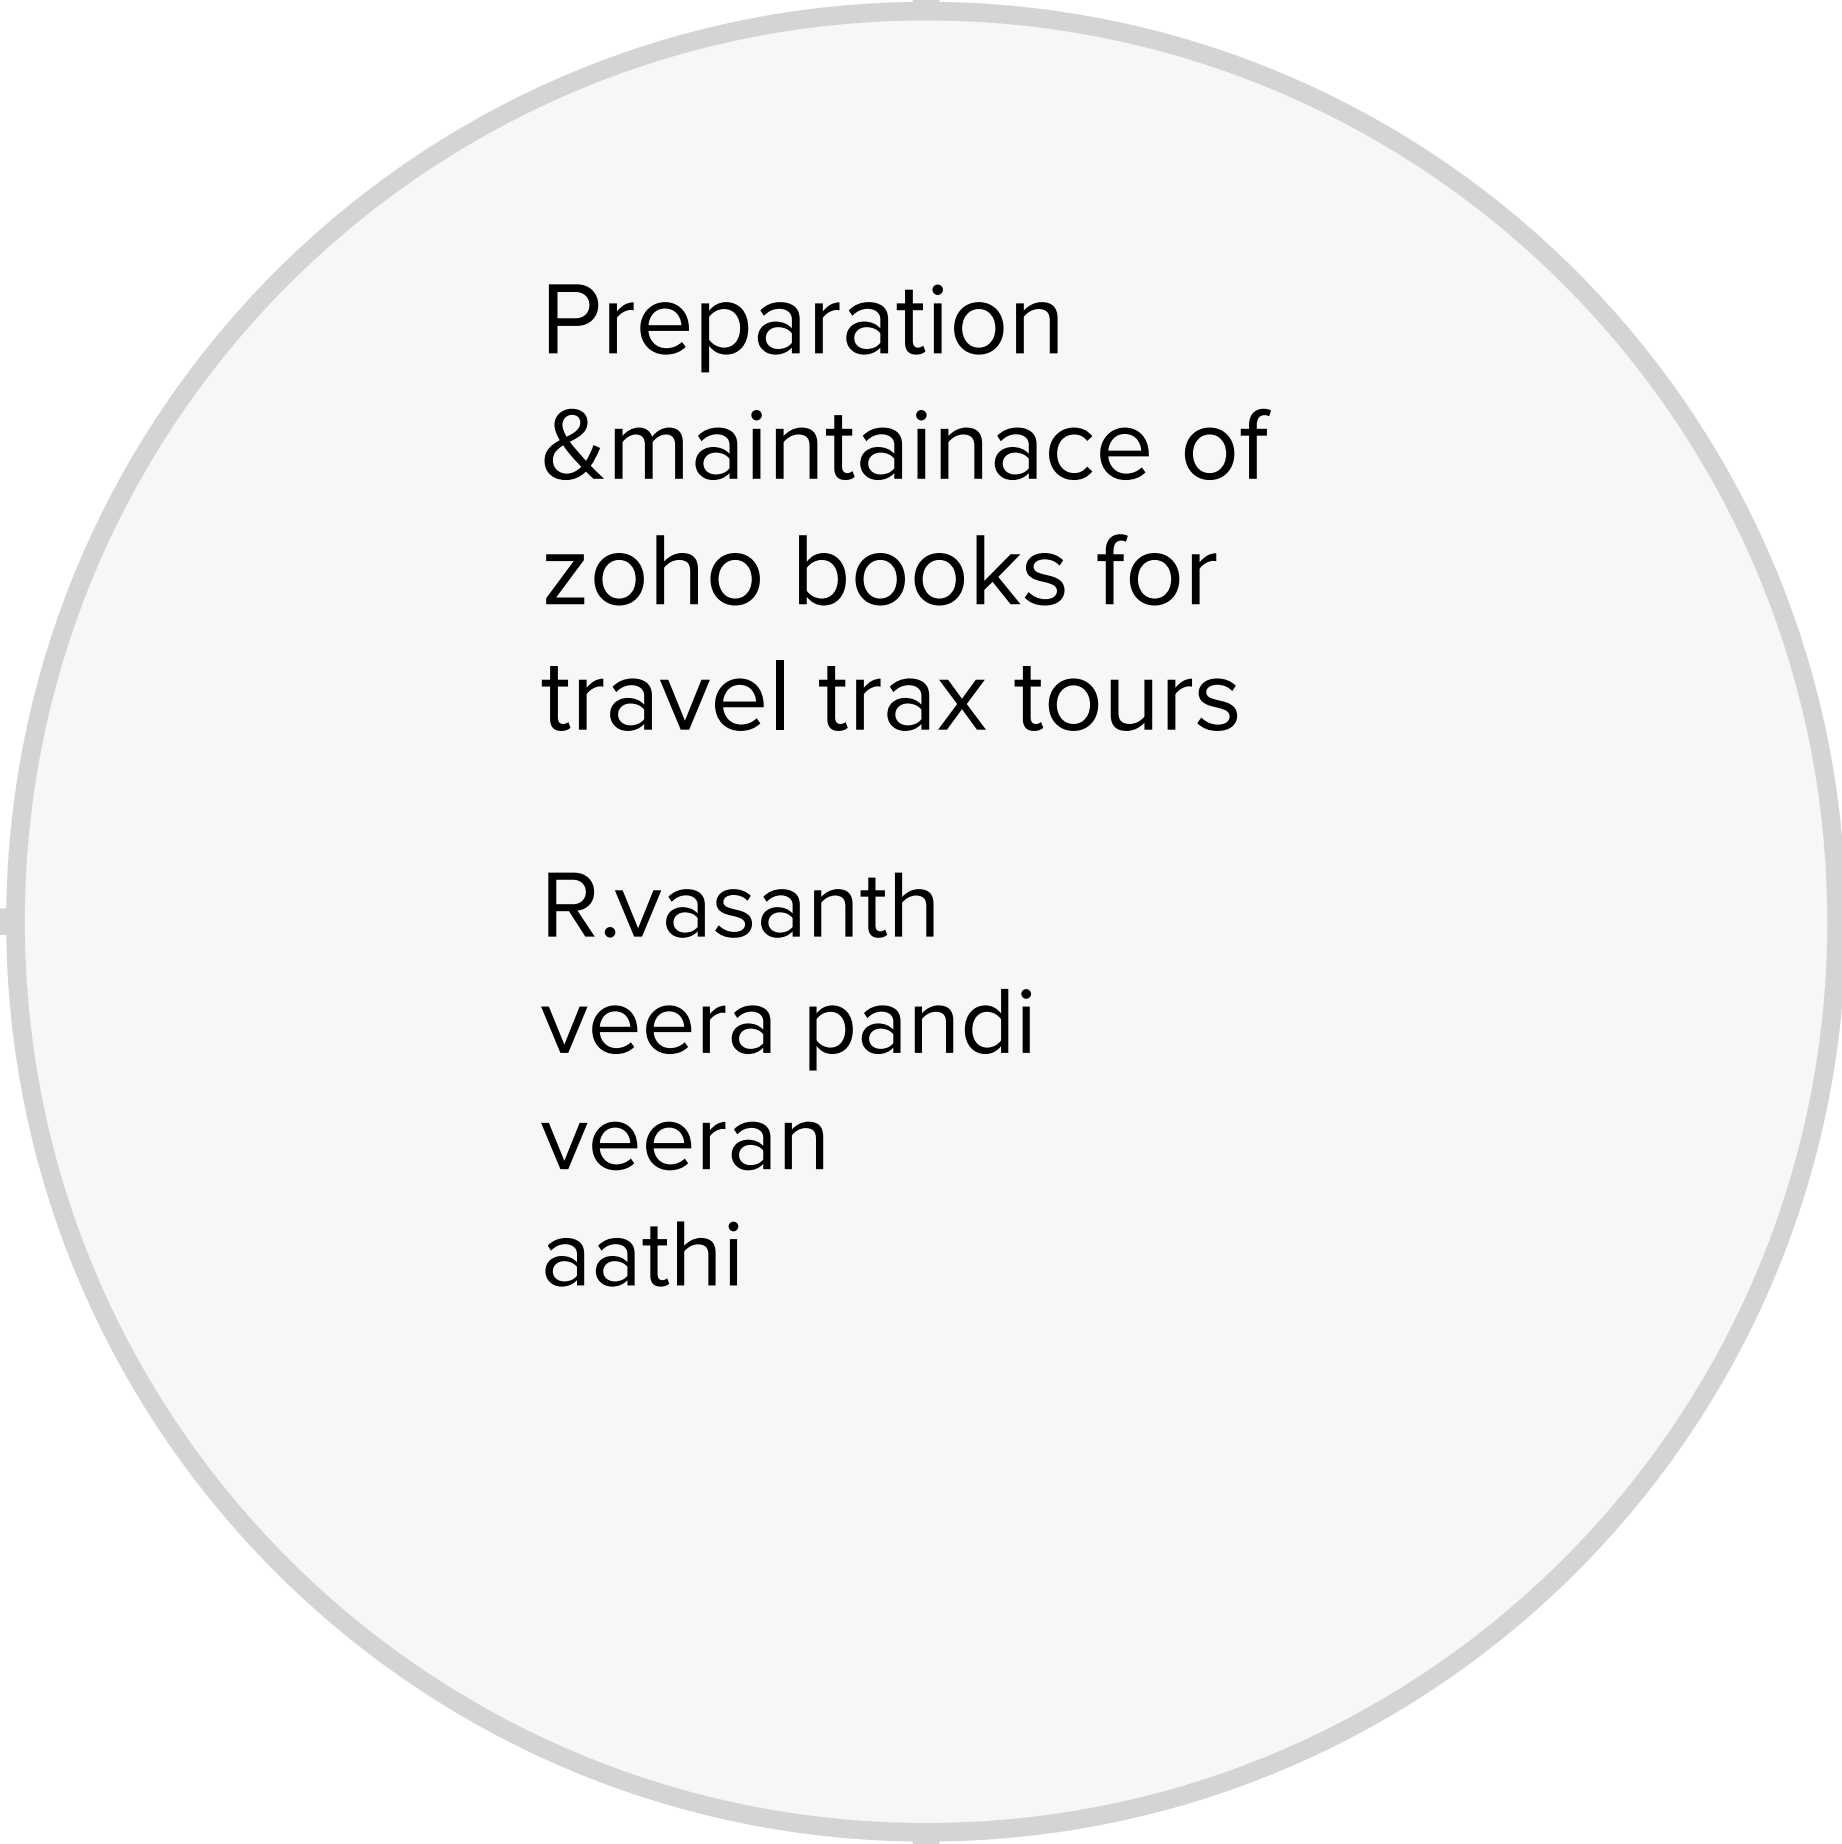 Preparation
&maintainace of
zoho books for
travel trax tours
R.vasanth
veera pandi
veeran
aathi